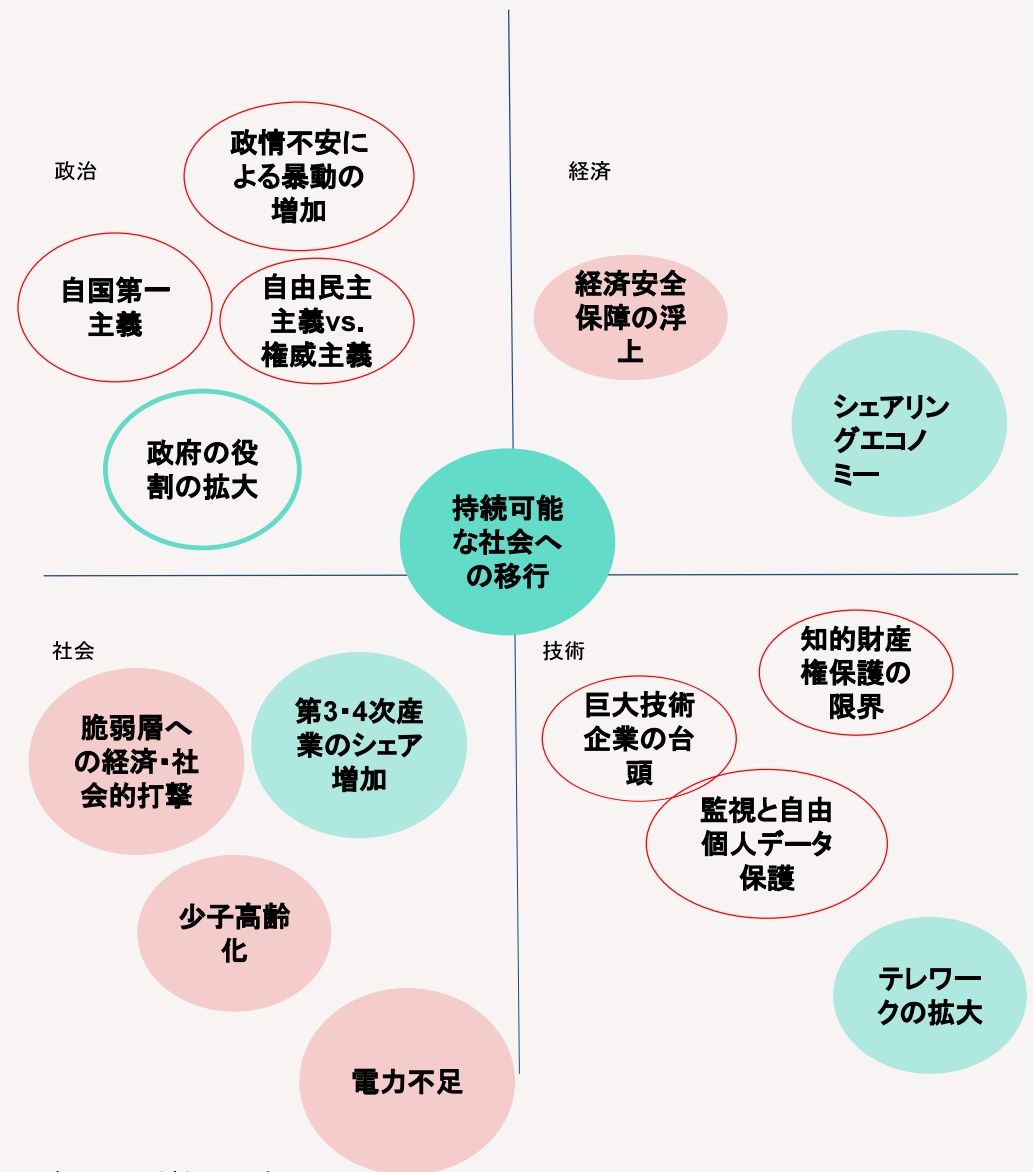 政治
政情不安に
よる暴動の
増加
自国第一
主義
自由民主
主義vs.
権威主義
政府の役
割の拡大
経済
経済安全
保障の浮
上
シェアリン
グエコノ
ミー
持続可能
な社会へ
の移行
社会
脆弱層へ
の経済・社
会的打撃
第3・4次産
業のシェア
増加
少子高齢
化
電力不足
技術
知的財産
権保護の
限界
巨大技術
企業の台
頭
監視と自由
個人データ
保護
テレワー
クの拡大